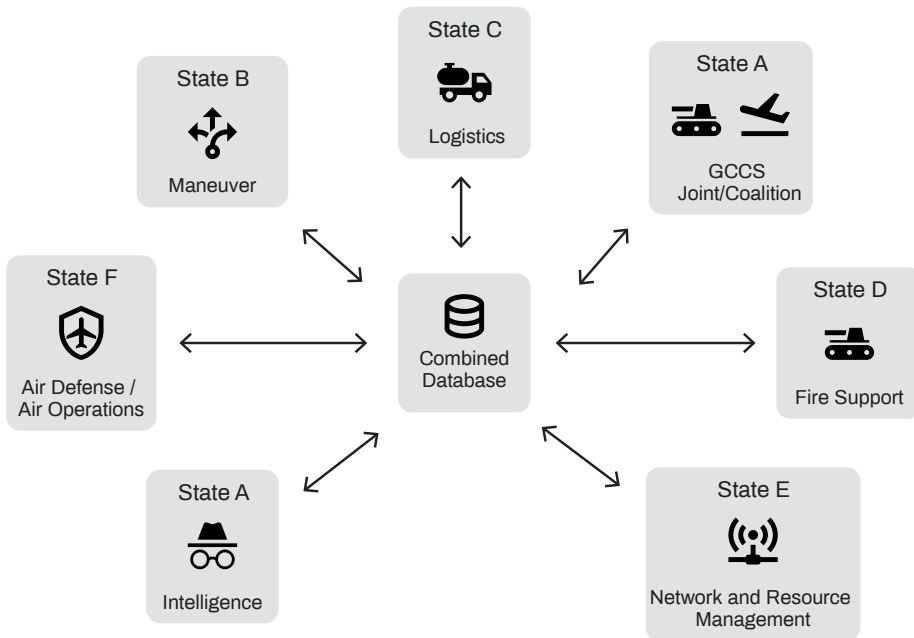 State C
Logistics
State B
Maneuver
State A
GCCS
Joint/Coalition
State F
Air Defense /
Air Operations
Combined
Database
State D
Fire Support
State A
Intelligence
State E
Network and Resource
Management